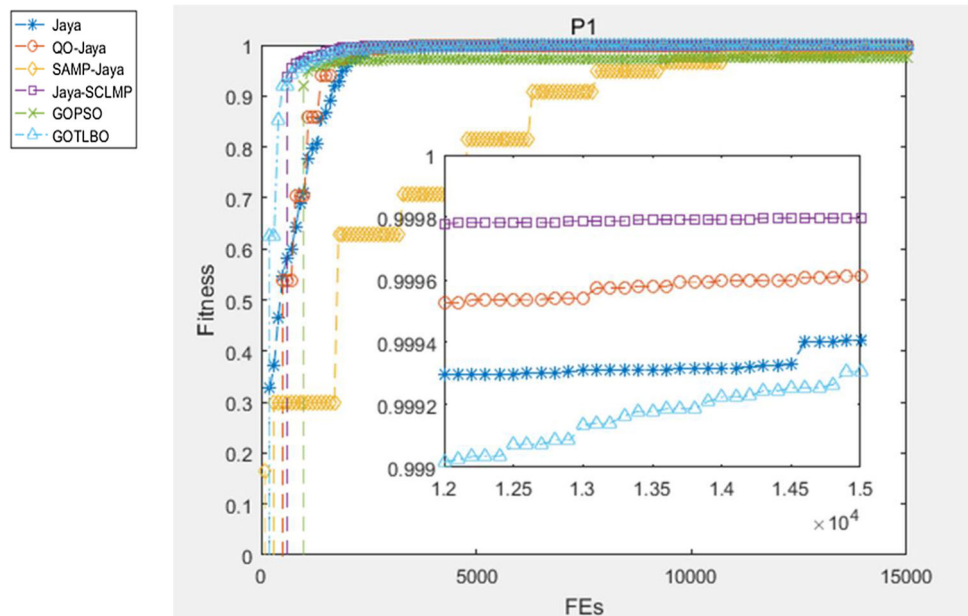 Jaya
QO-Jaya
SAMP-Jaya
Jaya-SCLMP
GOPSO
GOTLBO
P1
Fitness
1
0.9
0.8
0.7
0.6
0.5
0.4
0.3
0.2
0.1
0
1
0.9998
0.9996
0.9994
0.9992
0.999
1.2 1.25 1.3 1.35 1.4 1.45 1.5
×10⁴
0 5000 10000 15000
FEs